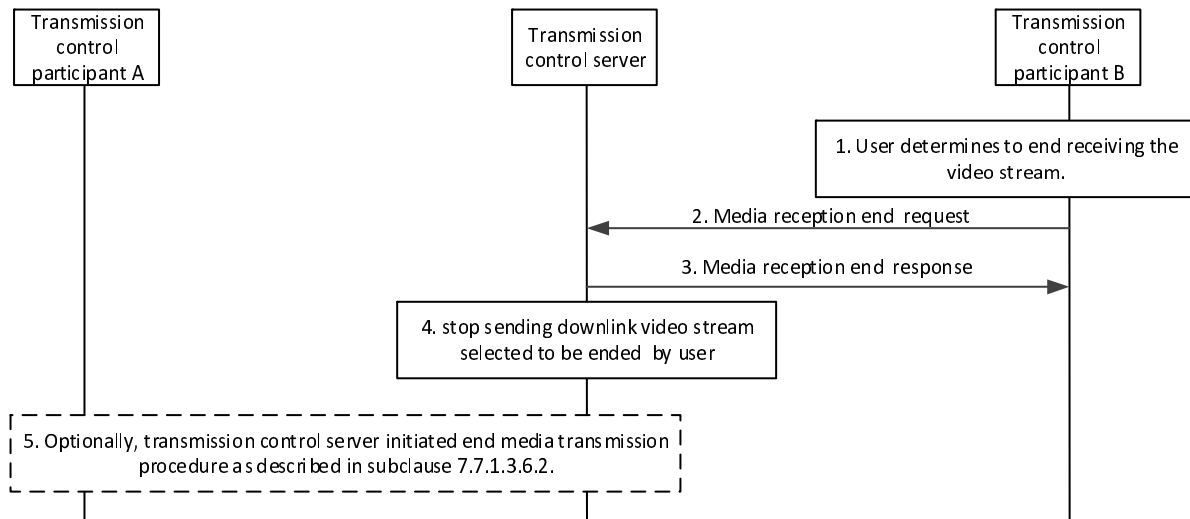 Transmission
control
participant A
Transmission
control server
Transmission
control
participant B
1. User determines to end receiving the
video stream.
2. Media reception end request
3. Media reception end response
4. stop sending downlink video stream
selected to be ended by user
5. Optionally, transmission control server initiated end media transmission
procedure as described in subclause 7.7.1.3.6.2.